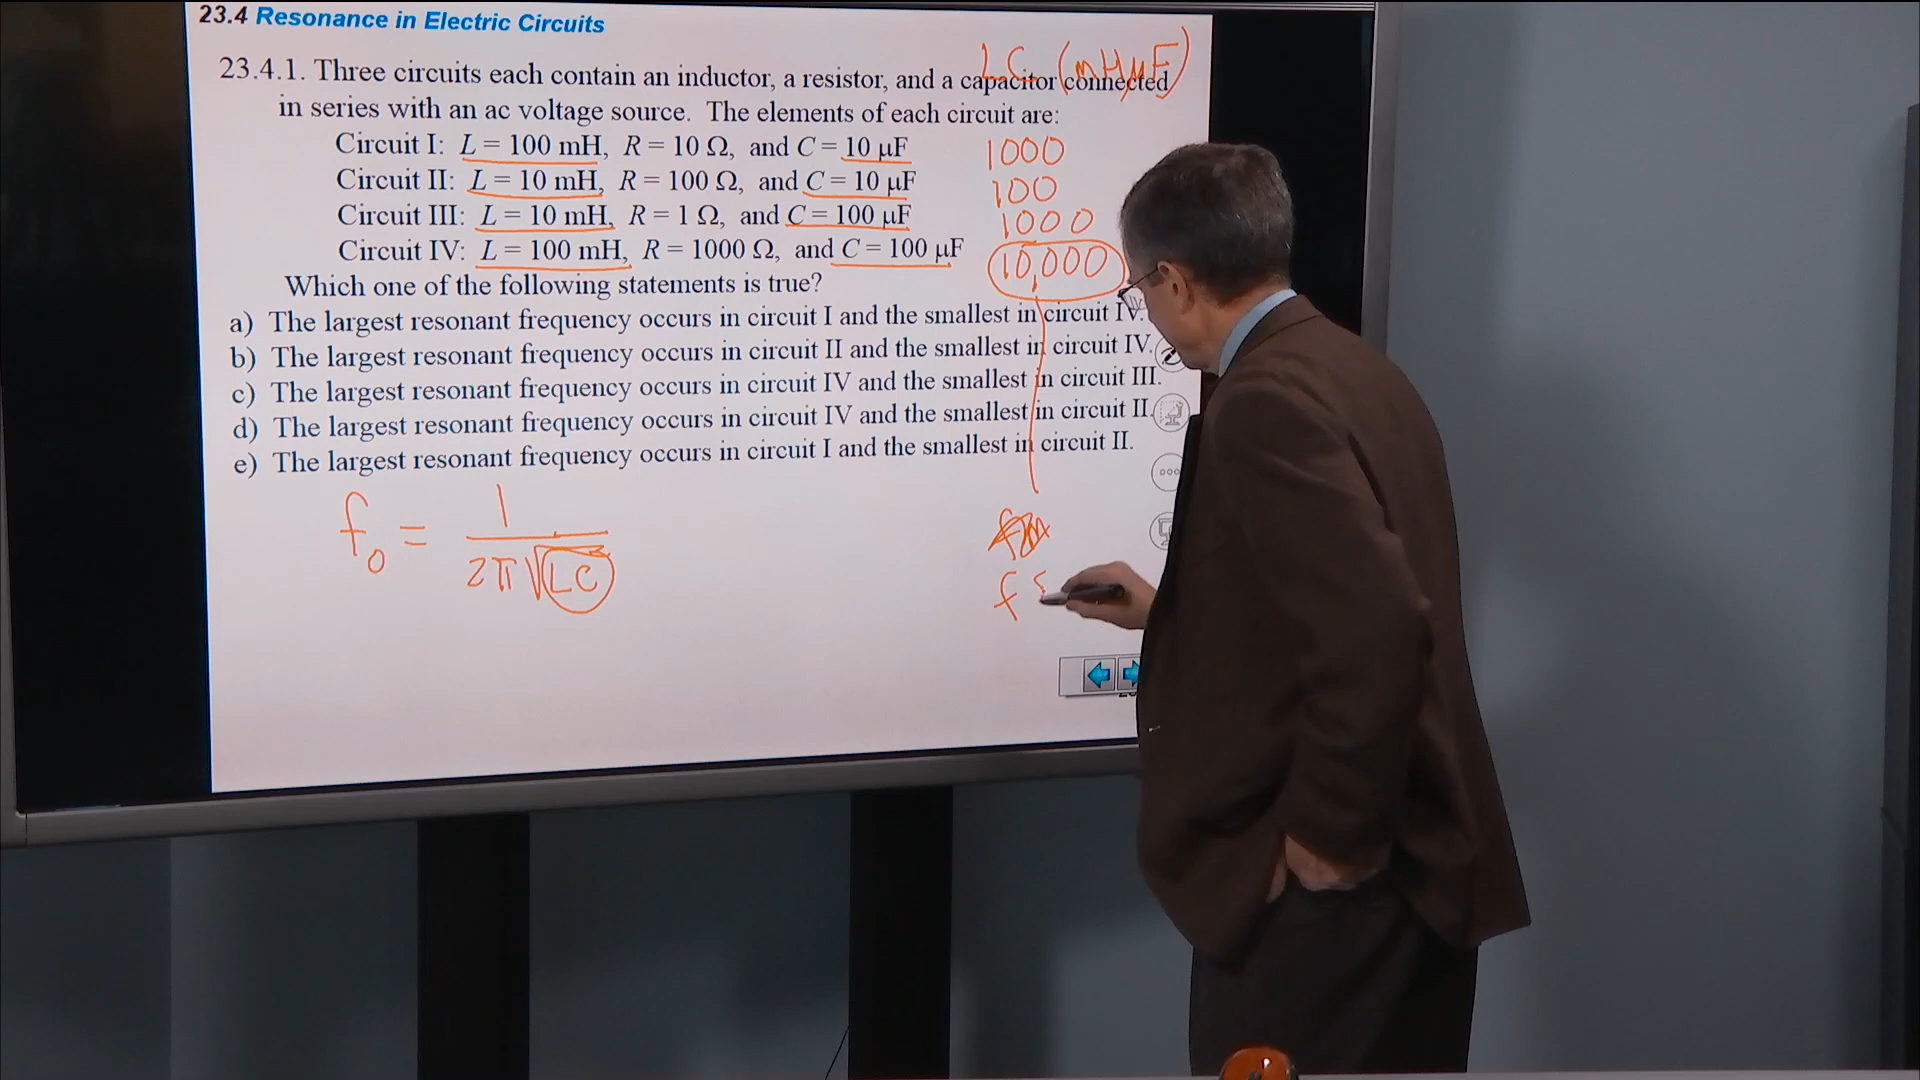 23.4 Resonance in Electric Circuits
LC (mHμF)
23.4.1. Three circuits each contain an inductor, a resistor, and a capacitor connected
in series with an ac voltage source. The elements of each circuit are:
Circuit I: L = 100 mH, R = 10 Ω, and C = 10 μF 1000
Circuit II: L = 10 mH, R = 100 Ω, and C = 10 μF 100
Circuit III: L = 10 mH, R = 1 Ω, and C = 100 μF 1000
Circuit IV: L = 100 mH, R = 1000 Ω, and C = 100 μF 10,000
Which one of the following statements is true?
a) The largest resonant frequency occurs in circuit I and the smallest in circuit IV.
b) The largest resonant frequency occurs in circuit II and the smallest in circuit IV.
c) The largest resonant frequency occurs in circuit IV and the smallest in circuit III.
d) The largest resonant frequency occurs in circuit IV and the smallest in circuit II.
e) The largest resonant frequency occurs in circuit I and the smallest in circuit II.
f₀ = 1
2π√LC
f